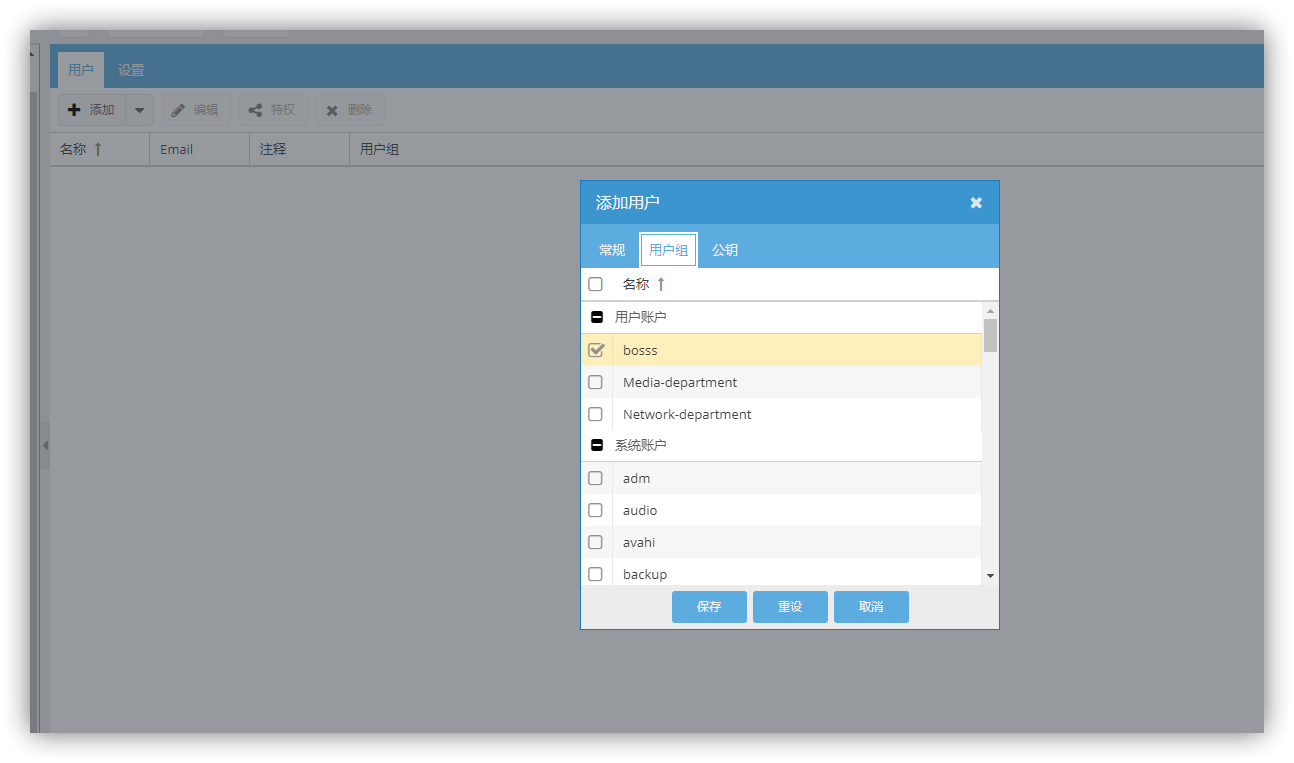 用户 设置
添加 编辑 特权 删除
名称 Email 注释 用户组
添加用户
常规 用户组 公钥
名称
用户账户
bosss
Media-department
Network-department
系统账户
adm
audio
avahi
backup
保存 重设 取消